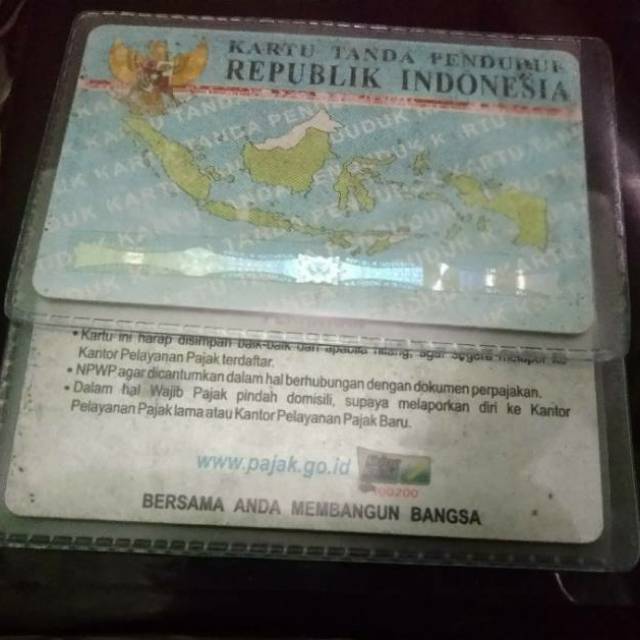 KARTU TANDA PENDUDUK
REPUBLIK INDONESIA
• Kartu ini harap disimpan baik-baik dan apabila hilang, agar segera melapor ke
Kantor Pelayanan Pajak terdaftar.
• NPWP agar dicantumkan dalam hal berhubungan dengan dokumen perpajakan.
• Dalam hal Wajib Pajak pindah domisili, supaya melaporkan diri ke Kantor
Pelayanan Pajak lama atau Kantor Pelayanan Pajak Baru.
www.pajak.go.id
BERSAMA ANDA MEMBANGUN BANGSA